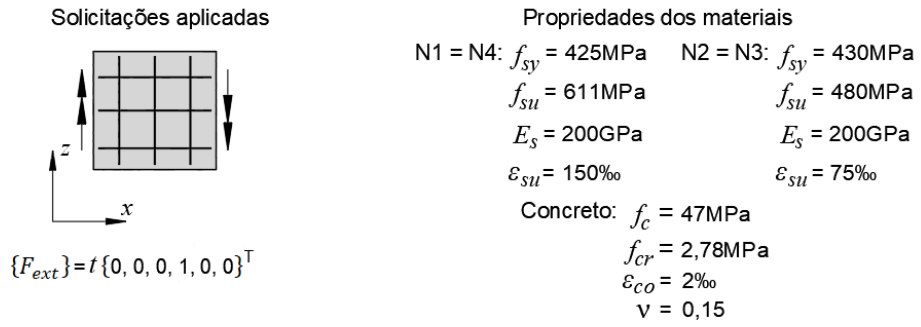 Solicitações aplicadas
z
x
{F_ext} = t{0, 0, 0, 1, 0, 0}^T
Propriedades dos materiais
N1 = N4: f_sy = 425MPa N2 = N3: f_sy = 430MPa
f_su = 611MPa f_su = 480MPa
E_s = 200GPa E_s = 200GPa
ε_su = 150‰ ε_su = 75‰
Concreto: f_c = 47MPa
f_cr = 2,78MPa
ε_co = 2‰
ν = 0,15